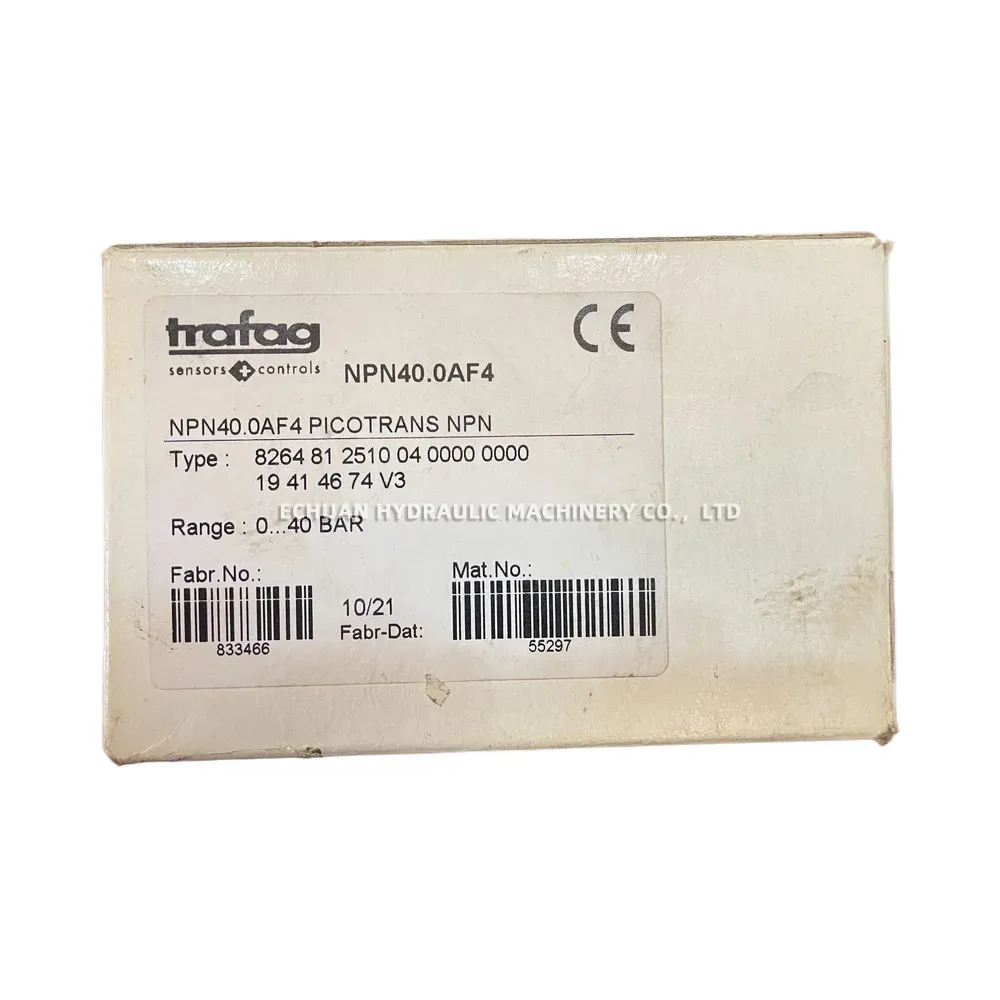 trafag
sensors controls
NPN40.0AF4
CE
NPN40.0AF4 PICOTRANS NPN
Type : 8264 81 2510 04 0000 0000
19 41 46 74 V3
ECHUAN HYDRAULIC MACHINERY CO., LTD
Range : 0...40 BAR
Fabr.No.:
833466
10/21
Fabr-Dat:
Mat.No.:
55297